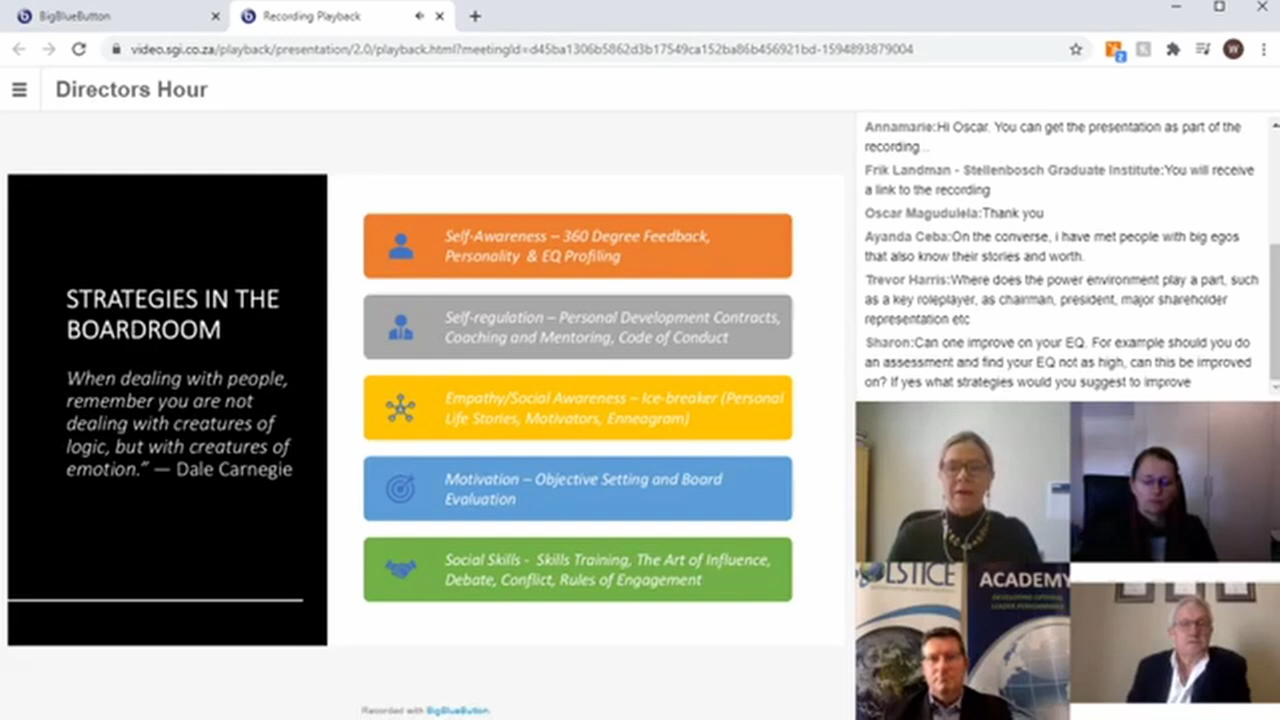 BigBlueButton
Recording Playback
video.sgi.co.za/playback/presentation/2.0/playback.html?meetingId=d45ba1306b5862d3b17549ca152ba86b456921bd-1594893879004
2
W
Directors Hour
STRATEGIES IN THE
BOARDROOM
When dealing with people,
remember you are not
dealing with creatures of
logic, but with creatures of
emotion.” — Dale Carnegie
Self-Awareness – 360 Degree Feedback,
Personality & EQ Profiling
Self-regulation – Personal Development Contracts,
Coaching and Mentoring, Code of Conduct
Empathy/Social Awareness – Ice-breaker (Personal
Life Stories, Motivators, Enneagram)
Motivation – Objective Setting and Board
Evaluation
Social Skills - Skills Training, The Art of Influence,
Debate, Conflict, Rules of Engagement
Recorded with BigBlueButton.
Annamarie:Hi Oscar. You can get the presentation as part of the
recording...
Frik Landman - Stellenbosch Graduate Institute:You will receive
a link to the recording
Oscar Magudulela:Thank you
Ayanda Ceba:On the converse, i have met people with big egos
that also know their stories and worth.
Trevor Harris:Where does the power environment play a part, such
as a key roleplayer, as chairman, president, major shareholder
representation etc
Sharon:Can one improve on your EQ. For example should you do
an assessment and find your EQ not as high, can this be improved
on? If yes what strategies would you suggest to improve
SOLSTICE
ACADEMY
DEVELOPING OPTIMAL
LEADER PERFORMANCE